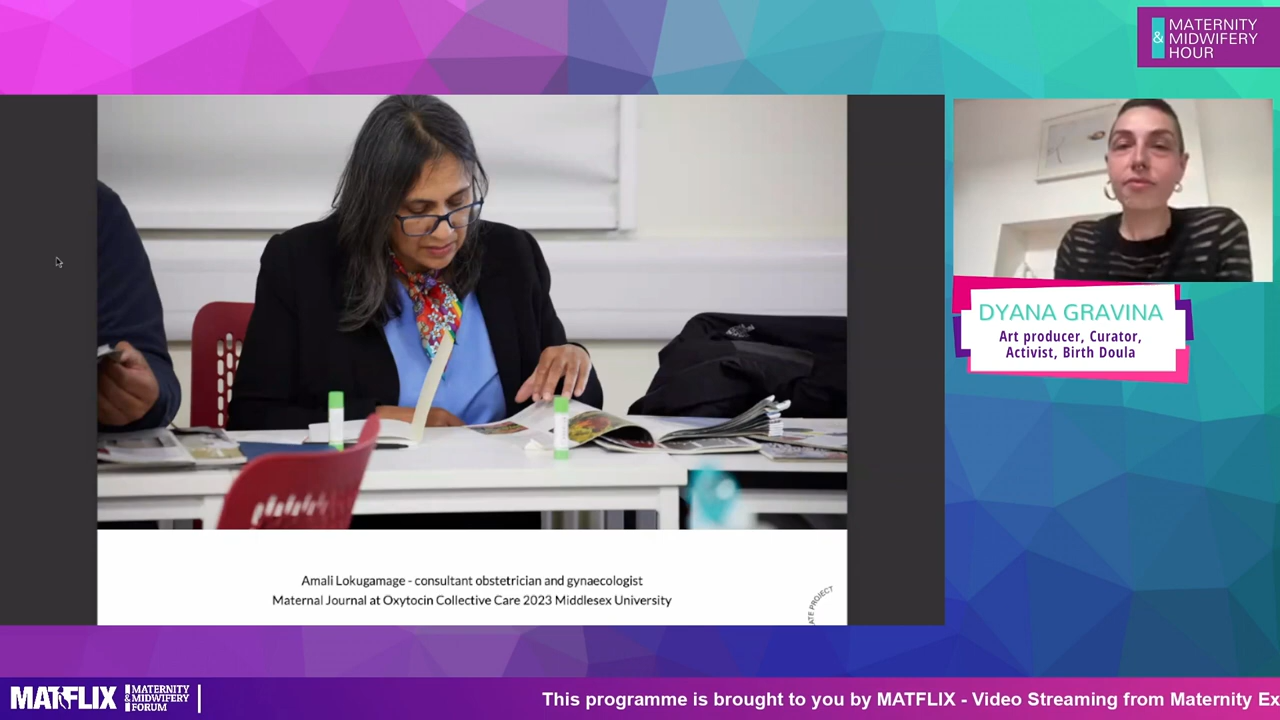 MATERNITY
& MIDWIFERY
HOUR
DYANA GRAVINA
Art producer, Curator,
Activist, Birth Doula
Amali Lokugamage - consultant obstetrician and gynaecologist
Maternal Journal at Oxytocin Collective Care 2023 Middlesex University
ATE PROJECT
MATFLIX
MATERNITY
& MIDWIFERY
FORUM
This programme is brought to you by MATFLIX - Video Streaming from Maternity Ex